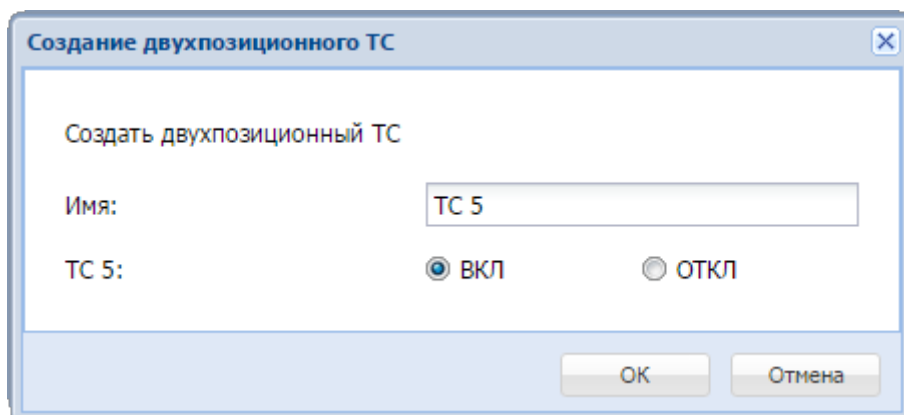 Создание двухпозиционного ТС
Создать двухпозиционный ТС
Имя: ТС 5
ТС 5: ВКЛ ОТКЛ
ОК Отмена